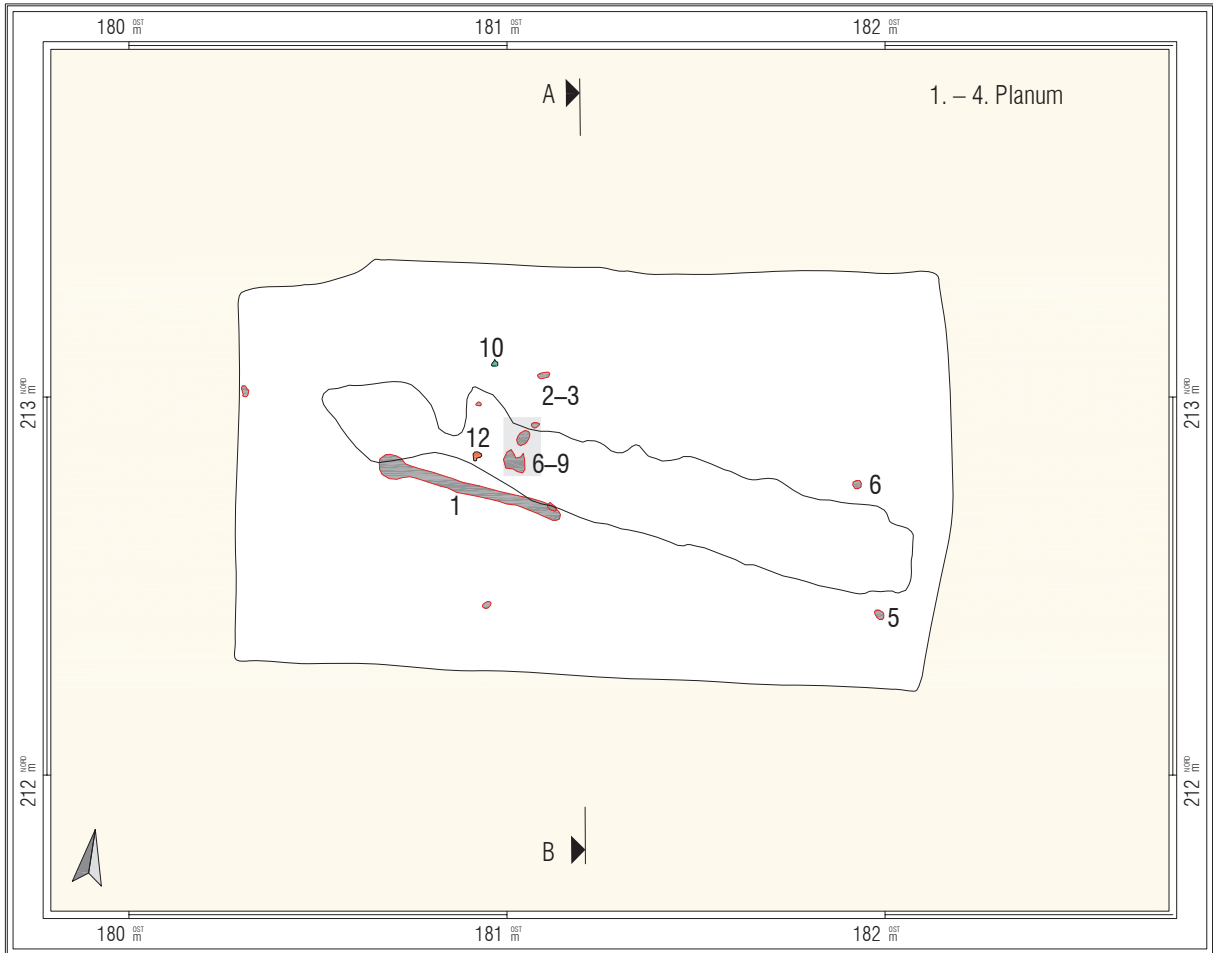 180 OST m 181 OST m 182 OST m
A 1. – 4. Planum
10
2–3
213 NORD m 213 NORD m
12
6–9
6
1
5
212 NORD m 212 NORD m
B
180 OST m 181 OST m 182 OST m